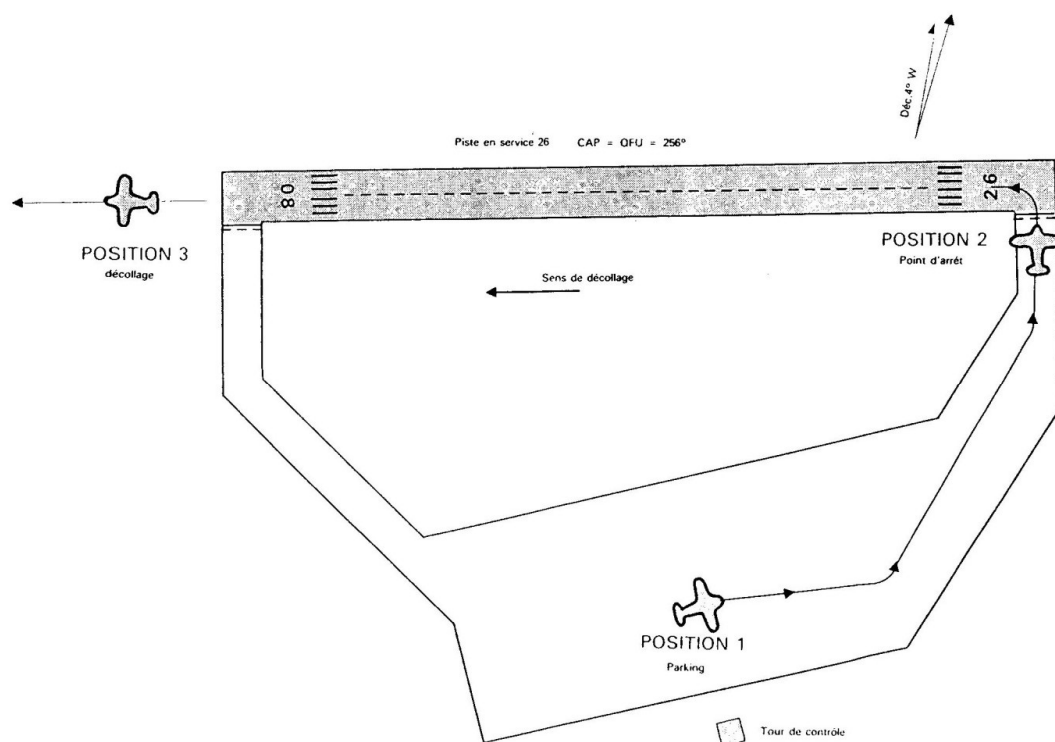 Déc.4° W
Piste en service 26 CAP = QFU = 256°
08
26
POSITION 3
décollage
POSITION 2
Point d'arrêt
Sens de décollage
POSITION 1
Parking
Tour de contrôle